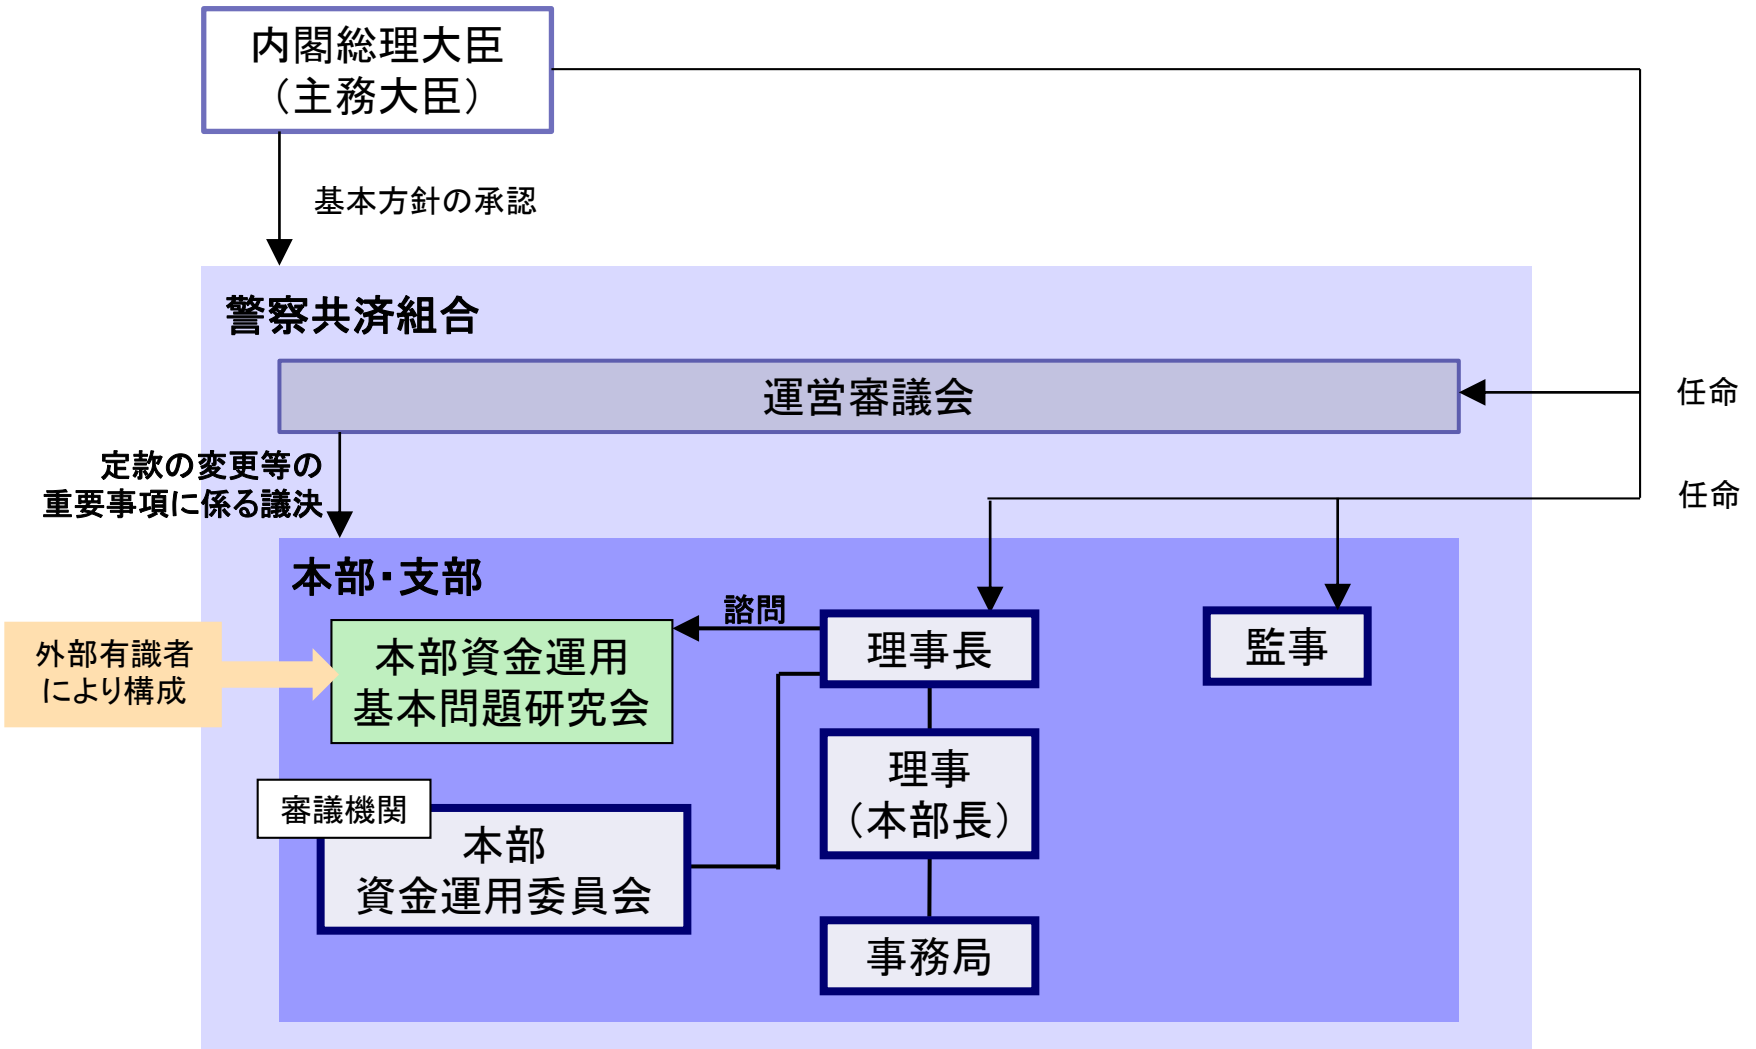 内閣総理大臣
（主務大臣）
基本方針の承認
警察共済組合
運営審議会
任命
定款の変更等の
重要事項に係る議決
任命
本部・支部
諮問
理事長
監事
外部有識者
により構成
本部資金運用
基本問題研究会
理事
（本部長）
審議機関
本部
資金運用委員会
事務局